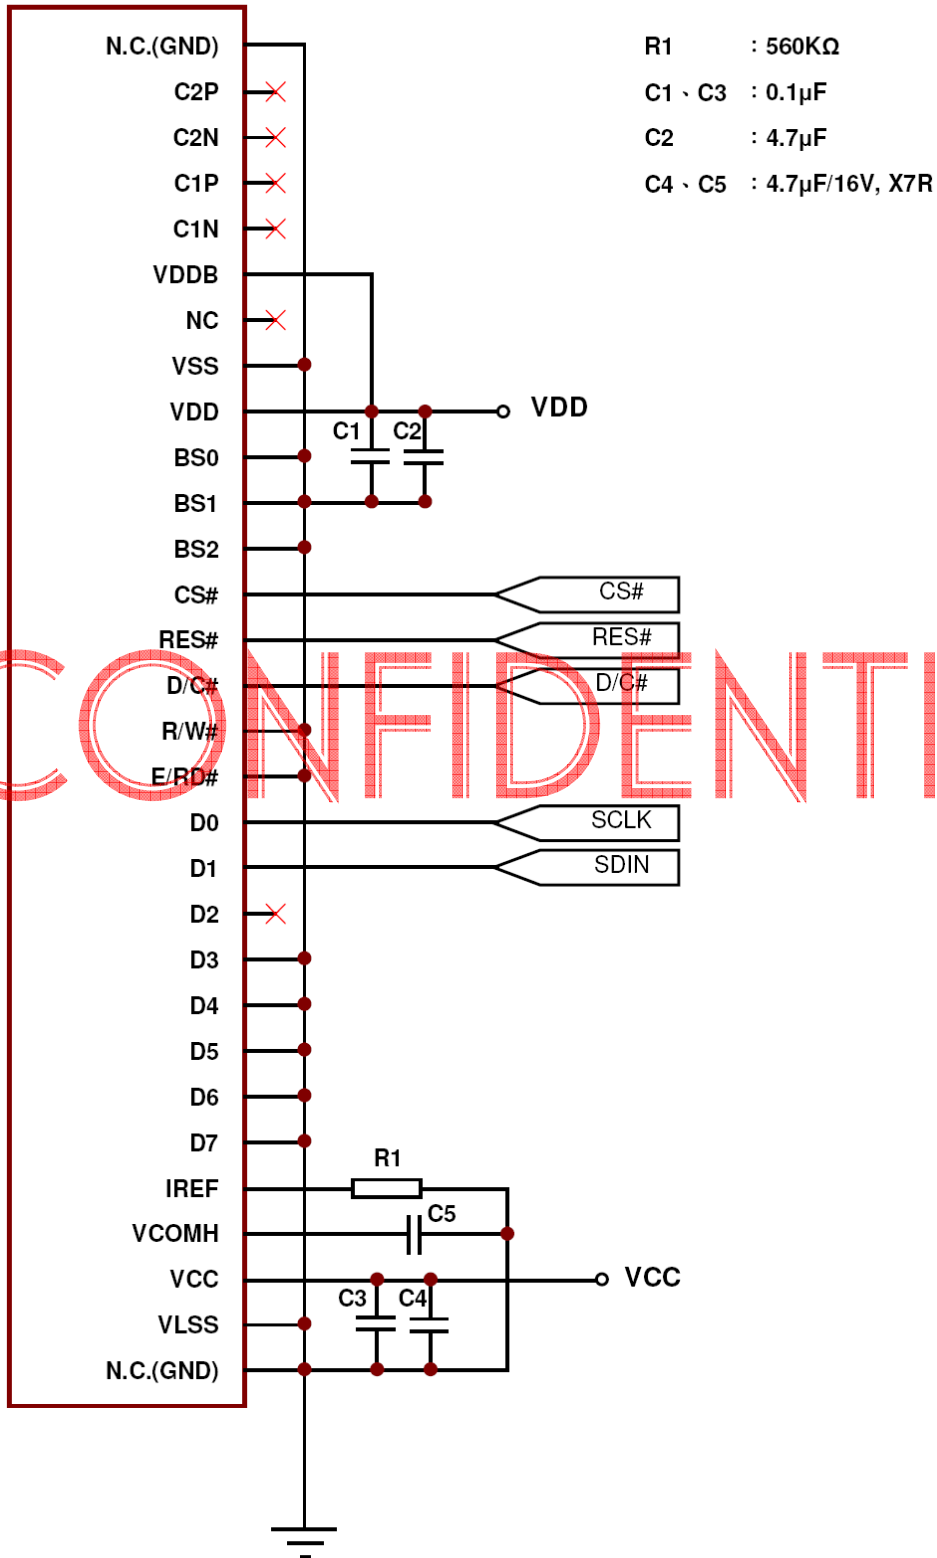 N.C.(GND)
C2P
C2N
C1P
C1N
VDDB
NC
VSS
VDD
BS0
BS1
BS2
CS#
RES#
D/C#
R/W#
E/RD#
D0
D1
D2
D3
D4
D5
D6
D7
IREF
VCOMH
VCC
VLSS
N.C.(GND)
R1 : 560KΩ
C1、C3 : 0.1μF
C2 : 4.7μF
C4、C5 : 4.7μF/16V, X7R
VDD
C1 C2
CS#
RES#
D/C#
SCLK
SDIN
R1
C5
VCC
C3 C4
CONFIDENTI